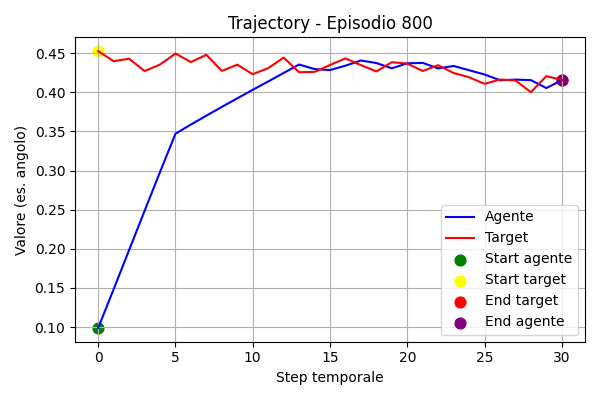 Trajectory - Episodio 800
Valore (es. angolo)
0.45
0.40
0.35
0.30
0.25
0.20
0.15
0.10
Agente
Target
Start agente
Start target
End target
End agente
0 5 10 15 20 25 30
Step temporale